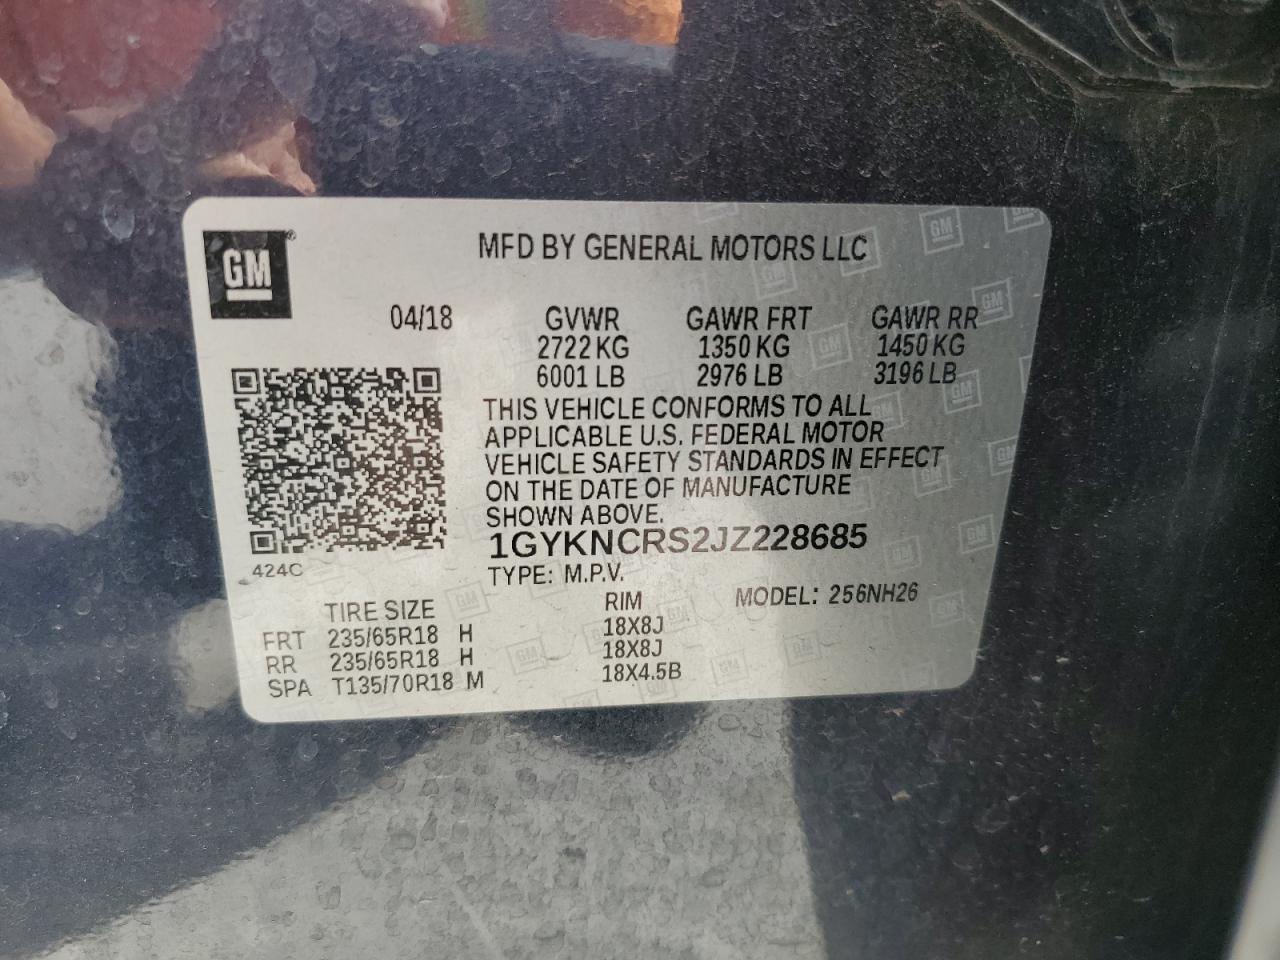 GM
MFD BY GENERAL MOTORS LLC
04/18 GVWR GAWR FRT GAWR RR
2722 KG 1350 KG 1450 KG
6001 LB 2976 LB 3196 LB
THIS VEHICLE CONFORMS TO ALL
APPLICABLE U.S. FEDERAL MOTOR
VEHICLE SAFETY STANDARDS IN EFFECT
ON THE DATE OF MANUFACTURE
SHOWN ABOVE.
1GYKNCRS2JZ228685
424C
TYPE: M.P.V. MODEL: 256NH26
TIRE SIZE RIM
FRT 235/65R18 H 18X8J
RR 235/65R18 H 18X8J
SPA T135/70R18 M 18X4.5B